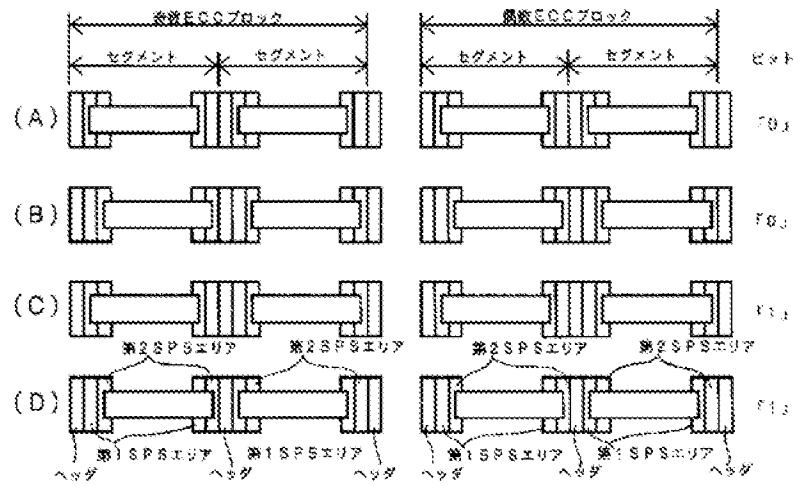 奇数ECCブロック 偶数ECCブロック
セグメント セグメント セグメント セグメント ビット
(A) 「0」
(B) 「0」
(C) 「1」
第2SPSエリア 第2SPSエリア 第2SPSエリア 第2SPSエリア
(D) 「1」
第1SPSエリア 第1SPSエリア 第1SPSエリア 第1SPSエリア
ヘッダ ヘッダ ヘッダ ヘッダ ヘッダ ヘッダ